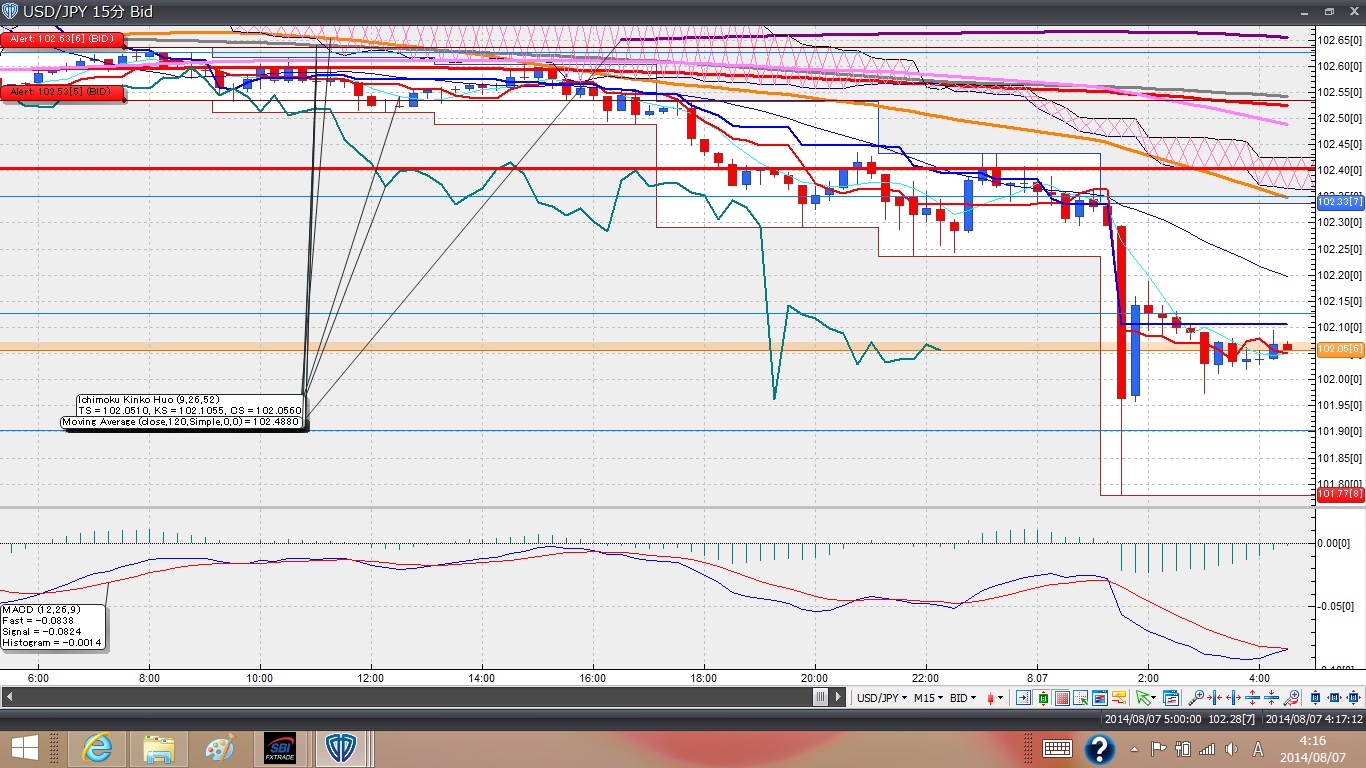 USD/JPY 15分 Bid
Alert: 102.63[6] (BID)
Alert: 102.53[5] (BID)
102.65[0]
102.60[0]
102.55[0]
102.50[0]
102.45[0]
102.40[0]
102.33[7]
102.30[0]
102.25[0]
102.20[0]
102.15[0]
102.10[0]
102.05[6]
102.00[0]
101.95[0]
101.90[0]
101.85[0]
101.80[0]
101.77[8]
Ichimoku Kinko Huo (9,26,52)
TS = 102.0510, KS = 102.1055, CS = 102.0560
Moving Average (close,120,Simple,0,0) = 102.4880
0.00[0]
-0.05[0]
MACD (12,26,9)
Fast = -0.0838
Signal = -0.0824
Histogram = -0.0014
6:00 8:00 10:00 12:00 14:00 16:00 18:00 20:00 22:00 8.07 2:00 4:00
USD/JPY M15 BID
2014/08/07 5:00:00 102.28[7] 2014/08/07 4:17:12
SBI
FXTRADE
A
4:16
2014/08/07